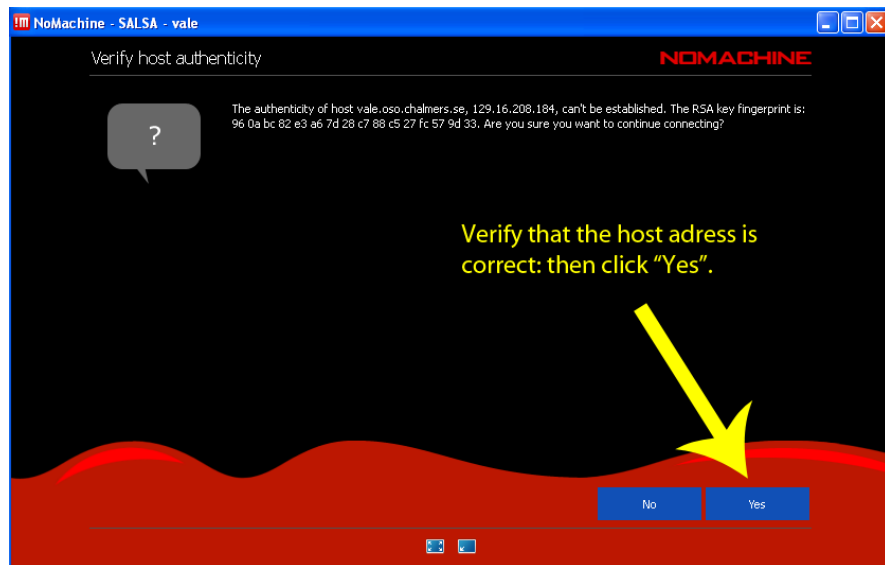 !M NoMachine - SALSA - vale
Verify host authenticity
NOMACHINE
?
The authenticity of host vale.oso.chalmers.se, 129.16.208.184, can't be established. The RSA key fingerprint is:
96 0a bc 82 e3 a6 7d 28 c7 88 c5 27 fc 57 9d 33. Are you sure you want to continue connecting?
Verify that the host adress is
correct: then click “Yes”.
No
Yes